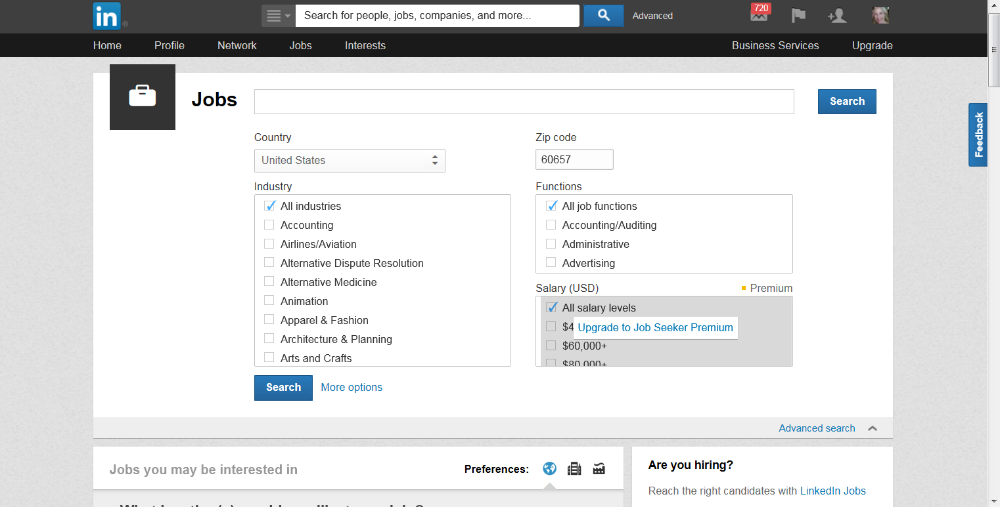 in ®
Search for people, jobs, companies, and more...
Advanced
720
Home Profile Network Jobs Interests Business Services Upgrade
Jobs
Search
Feedback
Country
United States
Zip code
60657
Industry
All industries
Accounting
Airlines/Aviation
Alternative Dispute Resolution
Alternative Medicine
Animation
Apparel & Fashion
Architecture & Planning
Arts and Crafts
Functions
All job functions
Accounting/Auditing
Administrative
Advertising
Salary (USD)
Premium
All salary levels
$4
Upgrade to Job Seeker Premium
$60,000+
$80,000+
Search More options
Advanced search
Jobs you may be interested in
Preferences:
Are you hiring?
Reach the right candidates with LinkedIn Jobs